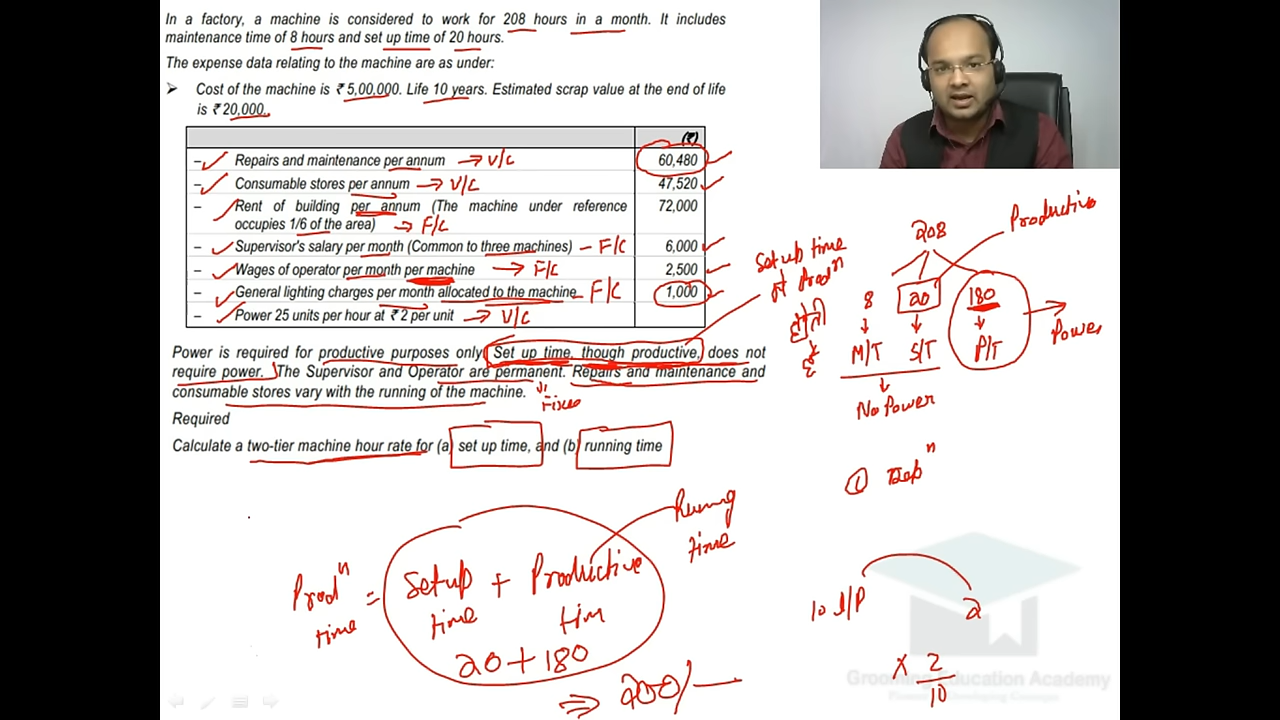 In a factory, a machine is considered to work for 208 hours in a month. It includes
maintenance time of 8 hours and set up time of 20 hours.
The expense data relating to the machine are as under:
➤ Cost of the machine is ₹ 5,00,000. Life 10 years. Estimated scrap value at the end of life
is ₹ 20,000.
(₹)
– Repairs and maintenance per annum → V/C 60,480
– Consumable stores per annum → V/C 47,520
– Rent of building per annum (The machine under reference 72,000
occupies 1/6 of the area) → F/C
– Supervisor's salary per month (Common to three machines) – F/C 6,000
– Wages of operator per month per machine → F/C 2,500
– General lighting charges per month allocated to the machine – F/C 1,000
– Power 25 units per hour at ₹ 2 per unit → V/C
Power is required for productive purposes only. Set up time, though productive, does not
require power. The Supervisor and Operator are permanent. Repairs and maintenance and
consumable stores vary with the running of the machine.
Fixed
Required
Calculate a two-tier machine hour rate for (a) set up time, and (b) running time
Productive
208
Set up time
Prodⁿ
8 20 180
M/T S/T P/T
Power
No Power
① Depⁿ
Running
time
Prodⁿ = Setup + Productive
time time tim
20 + 180
⇒ 200/—
10 2
× 2/10
Grooming Education Academy